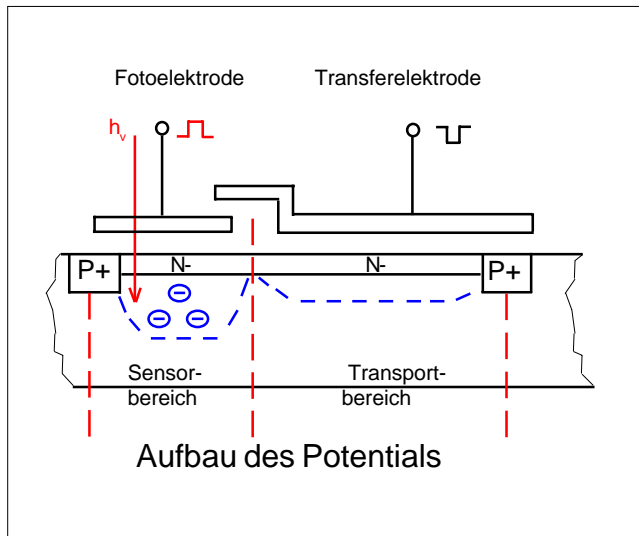 Fotoelektrode Transferelektrode
hv
P+ N- N- P+
Sensor-
bereich
Transport-
bereich
Aufbau des Potentials